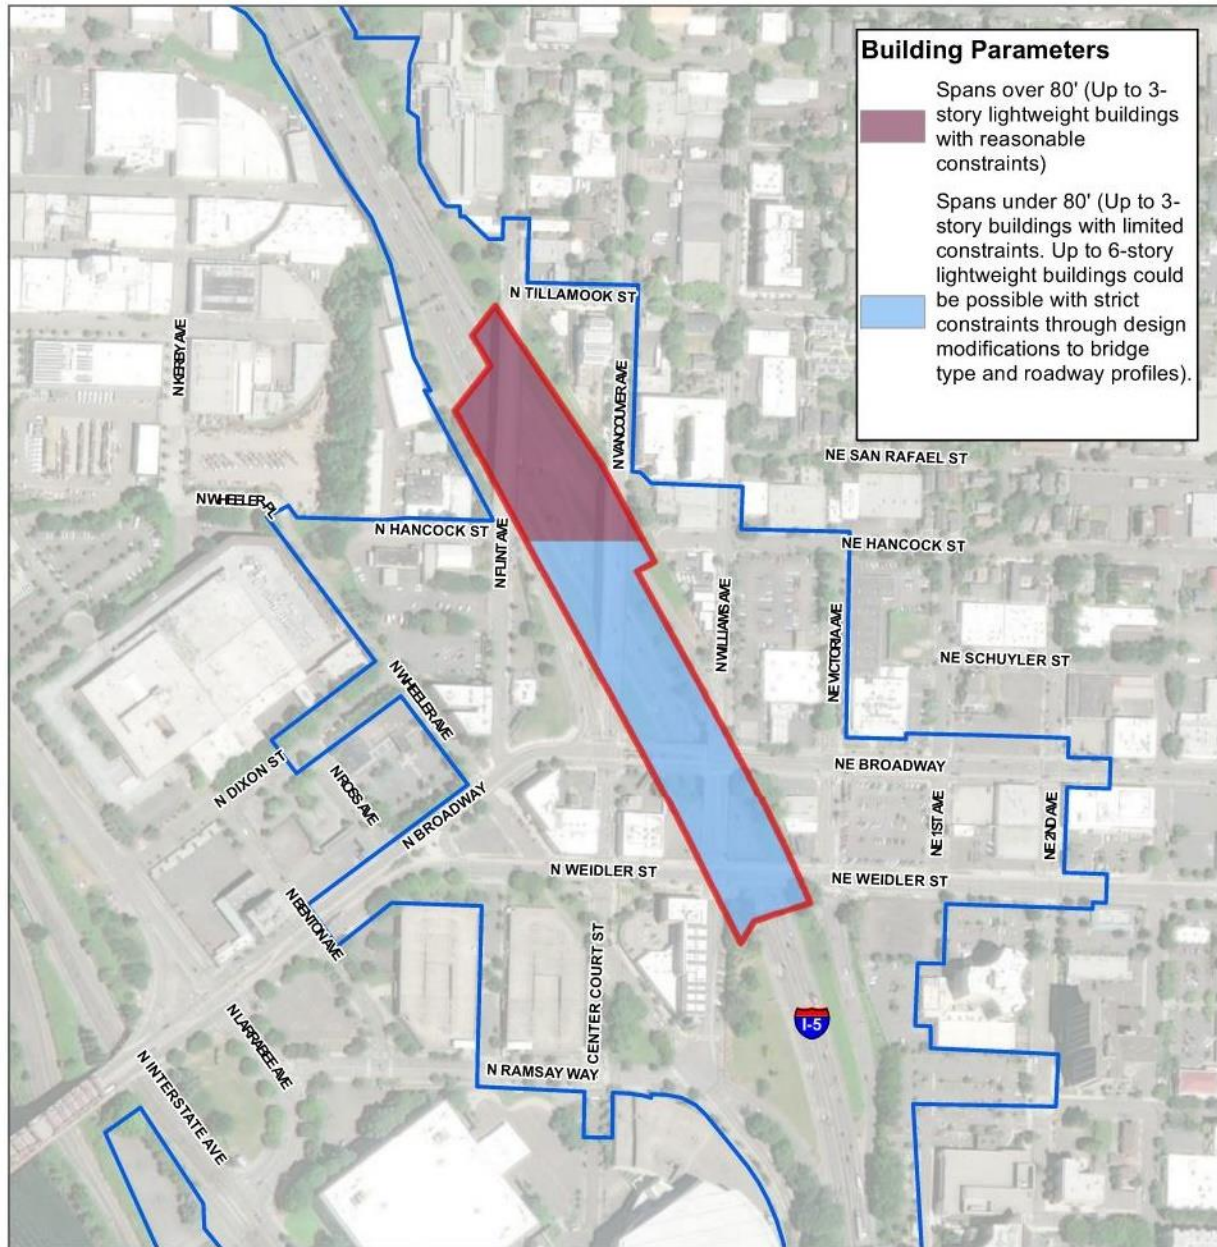 Building Parameters
Spans over 80' (Up to 3-
story lightweight buildings
with reasonable
constraints)
Spans under 80' (Up to 3-
story buildings with limited
constraints. Up to 6-story
lightweight buildings could
be possible with strict
constraints through design
modifications to bridge
type and roadway profiles).
N TILLAMOOK ST
N KERBY AVE
N VANCOUVER AVE
NE SAN RAFAEL ST
N WHEELER PL
N HANCOCK ST
N FLINT AVE
NE HANCOCK ST
N WILLIAMS AVE
NE VICTORIA AVE
NE SCHUYLER ST
N WHEELER AVE
N DIXON ST
N ROSS AVE
N BROADWAY
NE BROADWAY
NE 1ST AVE
NE 2ND AVE
N WEIDLER ST
NE WEIDLER ST
N BENTON AVE
CENTER COURT ST
N LARRABEE AVE
I-5
N RAMSAY WAY
N INTERSTATE AVE